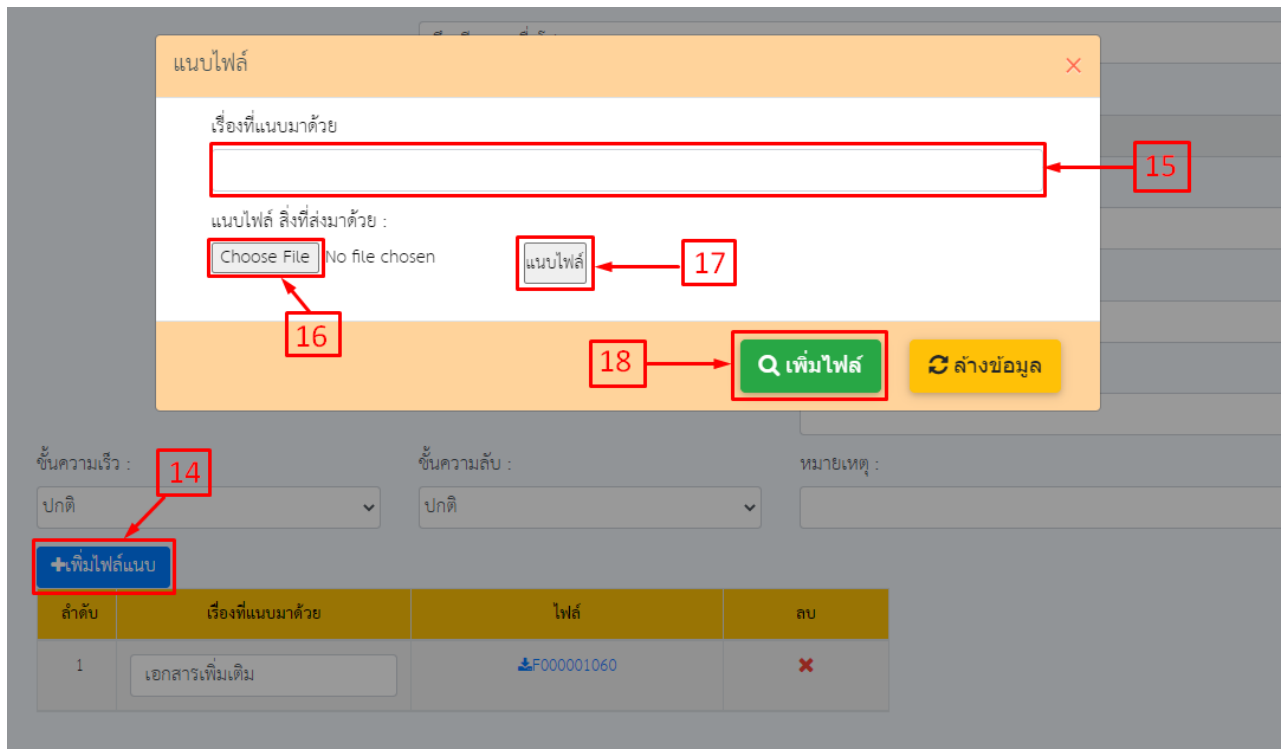 แนบไฟล์ ×
เรื่องที่แนบมาด้วย
15
แนบไฟล์ สิ่งที่ส่งมาด้วย :
Choose File No file chosen แนบไฟล์ 17
16
18 เพิ่มไฟล์ ล้างข้อมูล
ขั้นความเร็ว : ขั้นความลับ : หมายเหตุ :
14
ปกติ ปกติ
+เพิ่มไฟล์แนบ
ลำดับ เรื่องที่แนบมาด้วย ไฟล์ ลบ
1 เอกสารเพิ่มเติม F000001060